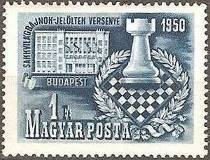 SAKKVILÁGBAJNOK-JELÖLTEK VERSENYE
1950
BUDAPEST
1 Ft
MAGYAR POSTA